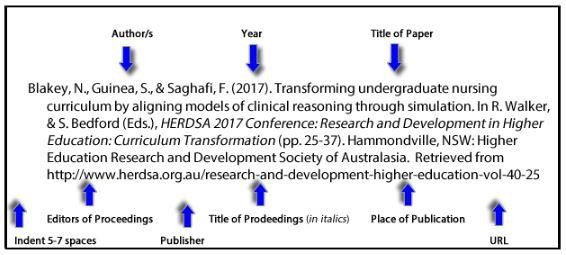 Author/s Year Title of Paper
Blakey, N., Guinea, S., & Saghafi, F. (2017). Transforming undergraduate nursing
curriculum by aligning models of clinical reasoning through simulation. In R. Walker,
& S. Bedford (Eds.), HERDSA 2017 Conference: Research and Development in Higher
Education: Curriculum Transformation (pp. 25-37). Hammondville, NSW: Higher
Education Research and Development Society of Australasia. Retrieved from
http://www.herdsa.org.au/research-and-development-higher-education-vol-40-25
Editors of Proceedings Title of Prodeedings (in italics) Place of Publication
Indent 5-7 spaces Publisher URL